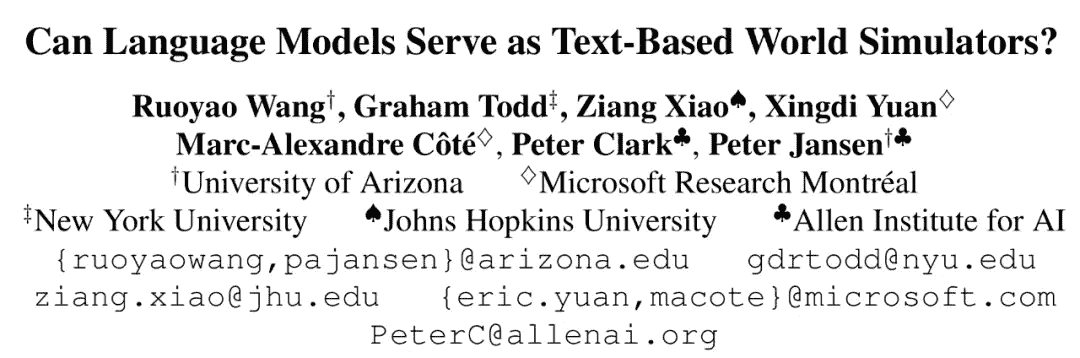 Can Language Models Serve as Text-Based World Simulators?
Ruoyao Wang†, Graham Todd‡, Ziang Xiao♠, Xingdi Yuan♢
Marc-Alexandre Côté♢, Peter Clark♣, Peter Jansen†♣
†University of Arizona ♢Microsoft Research Montréal
‡New York University ♠Johns Hopkins University ♣Allen Institute for AI
{ruoyaowang,pajansen}@arizona.edu gdrtodd@nyu.edu
ziang.xiao@jhu.edu {eric.yuan,macote}@microsoft.com
PeterC@allenai.org